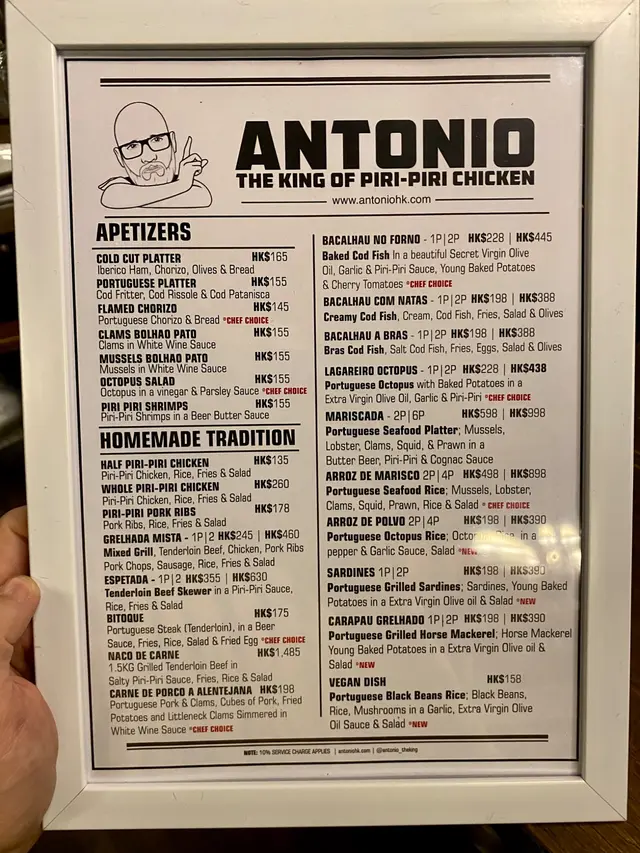 ANTONIO
THE KING OF PIRI-PIRI CHICKEN
www.antoniohk.com
APETIZERS
COLD CUT PLATTER HK$165
Iberico Ham, Chorizo, Olives & Bread
PORTUGUESE PLATTER HK$155
Cod Fritter, Cod Rissole & Cod Patanisca
FLAMED CHORIZO HK$145
Portuguese Chorizo & Bread *CHEF CHOICE
CLAMS BOLHAO PATO HK$155
Clams in White Wine Sauce
MUSSELS BOLHAO PATO HK$155
Mussels in White Wine Sauce
OCTOPUS SALAD HK$155
Octopus in a vinegar & Parsley Sauce *CHEF CHOICE
PIRI PIRI SHRIMPS HK$155
Piri-Piri Shrimps in a Beer Butter Sauce
HOMEMADE TRADITION
HALF PIRI-PIRI CHICKEN HK$135
Piri-Piri Chicken, Rice, Fries & Salad
WHOLE PIRI-PIRI CHICKEN HK$260
Piri-Piri Chicken, Rice, Fries & Salad
PIRI-PIRI PORK RIBS HK$178
Pork Ribs, Rice, Fries & Salad
GRELHADA MISTA - 1P|2 HK$245 | HK$460
Mixed Grill, Tenderloin Beef, Chicken, Pork Ribs
Pork Chops, Sausage, Rice, Fries & Salad
ESPETADA - 1P|2 HK$355 | HK$630
Tenderloin Beef Skewer in a Piri-Piri Sauce,
Rice, Fries & Salad
BITOQUE HK$175
Portuguese Steak (Tenderloin), in a Beer
Sauce, Fries, Rice, Salad & Fried Egg *CHEF CHOICE
NACO DE CARNE HK$1,485
1.5KG Grilled Tenderloin Beef in
Salty Piri-Piri Sauce, Fries, Rice & Salad
CARNE DE PORCO A ALENTEJANA HK$198
Portuguese Pork & Clams, Cubes of Pork, Fried
Potatoes and Littleneck Clams Simmered in
White Wine Sauce *CHEF CHOICE
BACALHAU NO FORNO - 1P|2P HK$228 | HK$445
Baked Cod Fish In a beautiful Secret Virgin Olive
Oil, Garlic & Piri-Piri Sauce, Young Baked Potatoes
& Cherry Tomatoes *CHEF CHOICE
BACALHAU COM NATAS - 1P|2P HK$198 | HK$388
Creamy Cod Fish, Cream, Cod Fish, Fries, Salad & Olives
BACALHAU A BRAS - 1P|2P HK$198 | HK$388
Bras Cod Fish, Salt Cod Fish, Fries, Eggs, Salad & Olives
LAGAREIRO OCTOPUS - 1P|2P HK$228 | HK$438
Portuguese Octopus with Baked Potatoes in a
Extra Virgin Olive Oil, Garlic & Piri-Piri *CHEF CHOICE
MARISCADA - 2P|6P HK$598 | HK$998
Portuguese Seafood Platter; Mussels,
Lobster, Clams, Squid, & Prawn in a
Butter Beer, Piri-Piri & Cognac Sauce
ARROZ DE MARISCO 2P|4P HK$498 | HK$898
Portuguese Seafood Rice; Mussels, Lobster,
Clams, Squid, Prawn, Rice & Salad * CHEF CHOICE
ARROZ DE POLVO 2P|4P HK$198 | HK$390
Portuguese Octopus Rice; in a
pepper & Garlic Sauce, Salad *NEW
SARDINES 1P|2P HK$198 | HK$390
Portuguese Grilled Sardines; Sardines, Young Baked
Potatoes in a Extra Virgin Olive oil & Salad *NEW
CARAPAU GRELHADO 1P|2P HK$198 | HK$390
Portuguese Grilled Horse Mackerel; Horse Mackerel
Young Baked Potatoes in a Extra Virgin Olive oil &
Salad *NEW
VEGAN DISH HK$158
Portuguese Black Beans Rice; Black Beans,
Rice, Mushrooms in a Garlic, Extra Virgin Olive
Oil Sauce & Salad *NEW
NOTE: 10% SERVICE CHARGE APPLIES | antoniohk.com | @antonio_theking